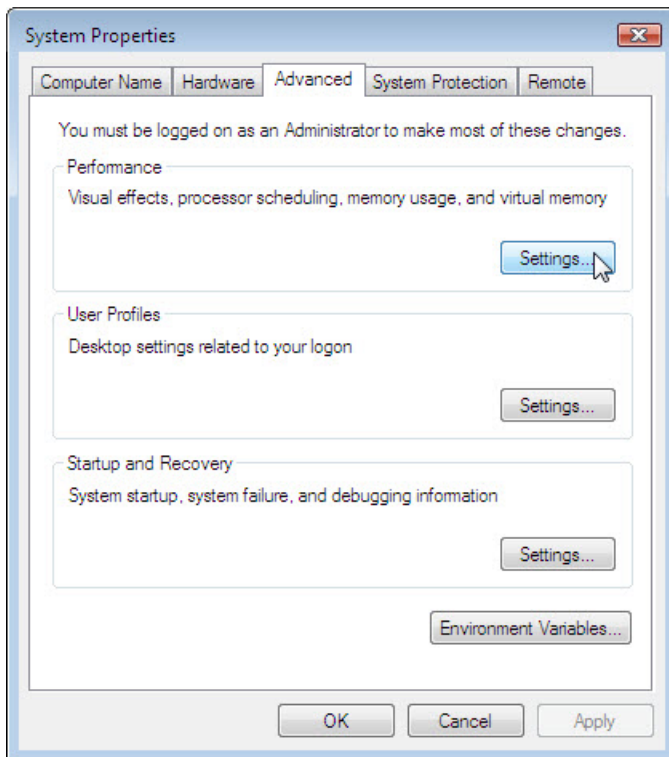 System Properties
Computer Name Hardware Advanced System Protection Remote
You must be logged on as an Administrator to make most of these changes.
Performance
Visual effects, processor scheduling, memory usage, and virtual memory
Settings...
User Profiles
Desktop settings related to your logon
Settings...
Startup and Recovery
System startup, system failure, and debugging information
Settings...
Environment Variables...
OK Cancel Apply